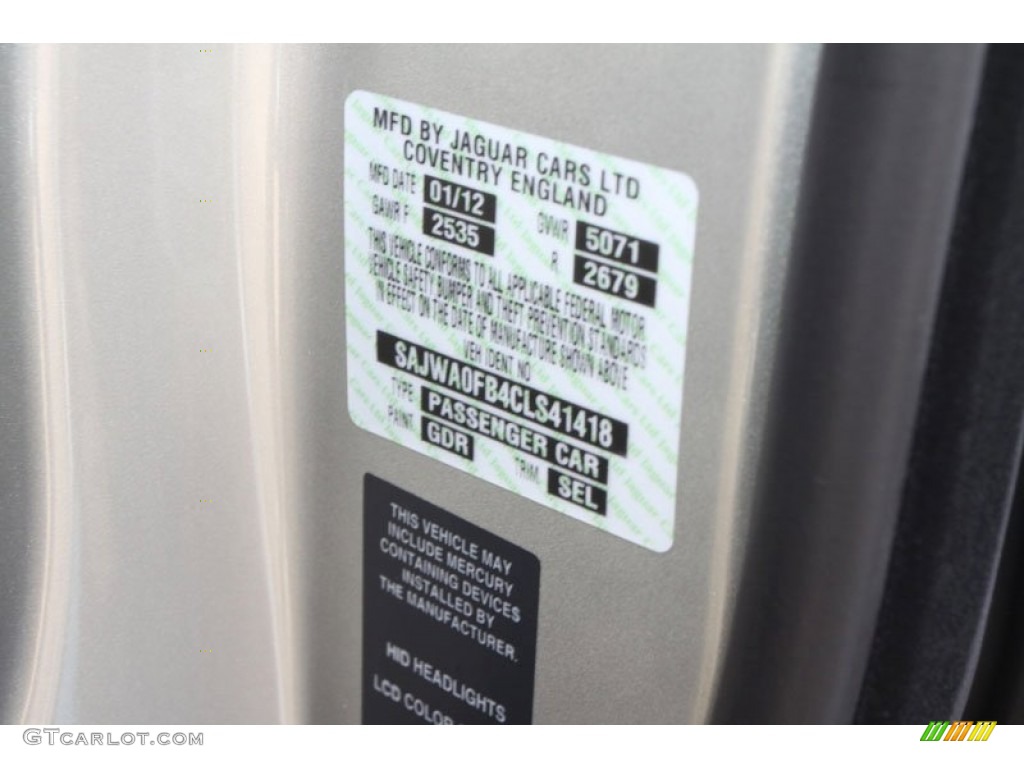 MFD BY JAGUAR CARS LTD
COVENTRY ENGLAND
MFD DATE 01/12 GVWR 5071
GAWR F 2535 R 2679
THIS VEHICLE CONFORMS TO ALL APPLICABLE FEDERAL MOTOR
VEHICLE SAFETY BUMPER AND THEFT PREVENTION STANDARDS
IN EFFECT ON THE DATE OF MANUFACTURE SHOWN ABOVE
VEH IDENT NO
SAJWA0FB4CLS41418
TYPE PASSENGER CAR
PAINT GDR TRIM SEL
THIS VEHICLE MAY
INCLUDE MERCURY
CONTAINING DEVICES
INSTALLED BY
THE MANUFACTURER.
HID HEADLIGHTS
LCD COLOR
GTCarlot.com